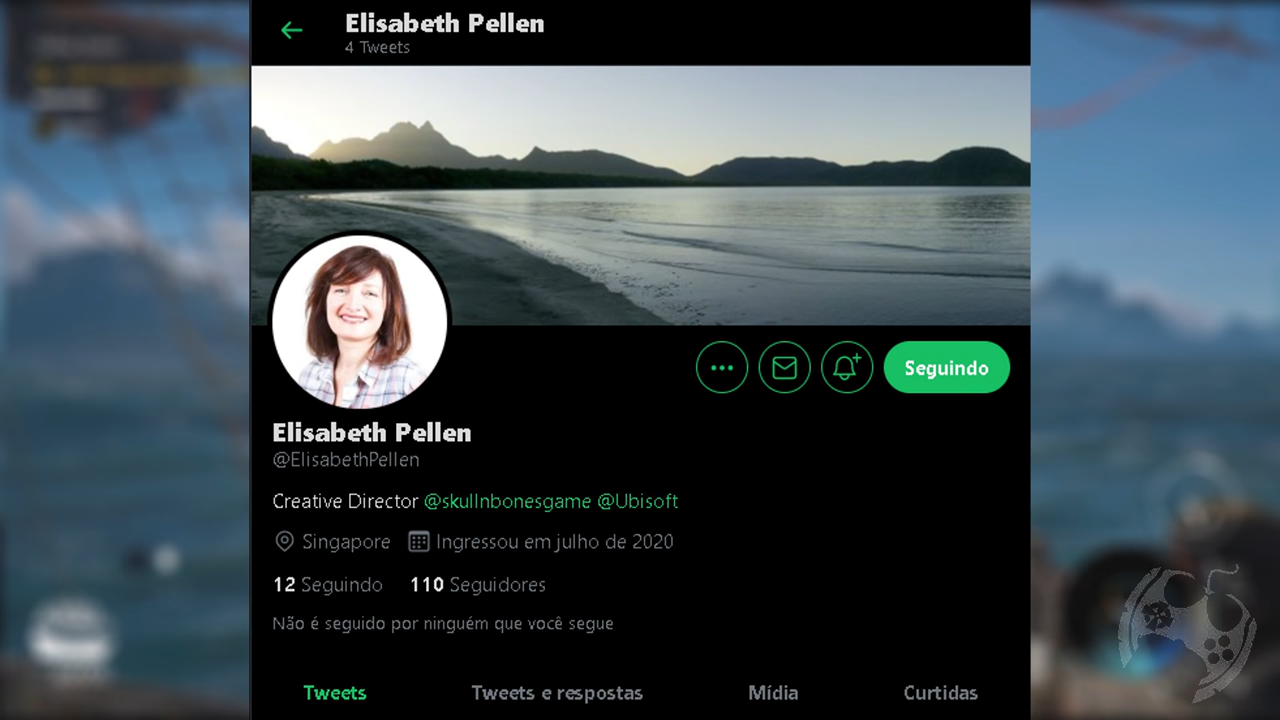 Elisabeth Pellen
4 Tweets
Seguindo
Elisabeth Pellen
@ElisabethPellen
Creative Director @skullnbonesgame @Ubisoft
Singapore Ingressou em julho de 2020
12 Seguindo 110 Seguidores
Não é seguido por ninguém que você segue
Tweets Tweets e respostas Mídia Curtidas